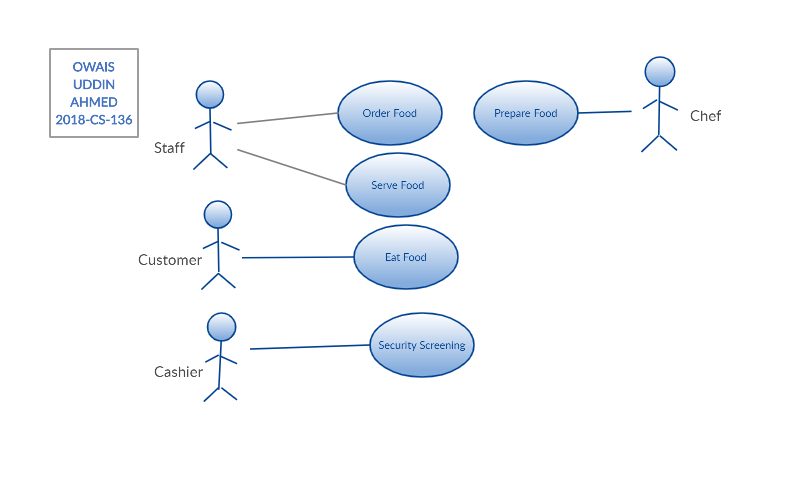 OWAIS
UDDIN
AHMED
2018-CS-136
Order Food
Prepare Food
Chef
Staff
Serve Food
Customer
Eat Food
Security Screening
Cashier